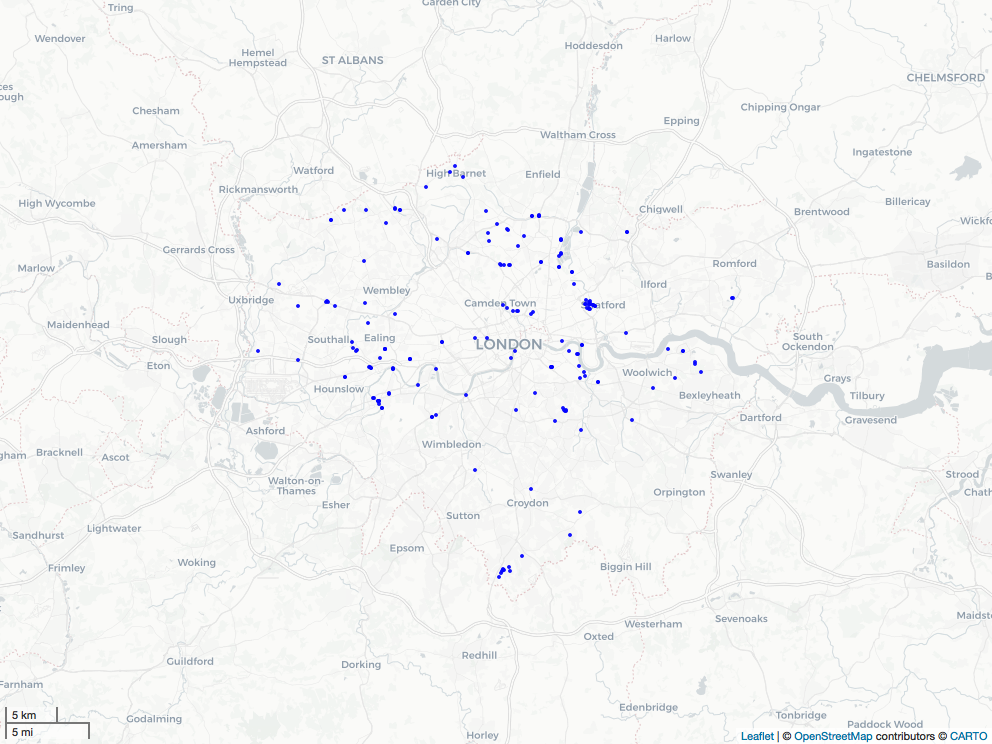 Tring
Garden City
Wendover
Hemel
Hempstead
ST ALBANS
Hoddesdon
Harlow
CHELMSFORD
ces
ough
Chesham
Chipping Ongar
Epping
Waltham Cross
Amersham
Ingatestone
Watford
High Barnet
Enfield
Rickmansworth
High Wycombe
Chigwell
Brentwood
Billericay
Wickfo
Gerrards Cross
Marlow
Romford
Basildon
B
Ilford
Wembley
Uxbridge
Camden Town
Stratford
Maidenhead
Slough
Southall
Ealing
LONDON
South
Ockendon
Eton
Woolwich
Grays
Hounslow
Bexleyheath
Tilbury
Dartford
Gravesend
Ashford
Wimbledon
gham
Bracknell
Ascot
Walton-on-
Thames
Swanley
Strood
Orpington
Chath
Esher
Croydon
Sutton
Lightwater
Sandhurst
Epsom
Woking
Frimley
Biggin Hill
Maidsto
Sevenoaks
Westerham
Oxted
Redhill
Guildford
Dorking
Farnham
Edenbridge
Tonbridge
Godalming
Paddock Wood
Horley
5 km
5 mi
Leaflet | © OpenStreetMap contributors © CARTO